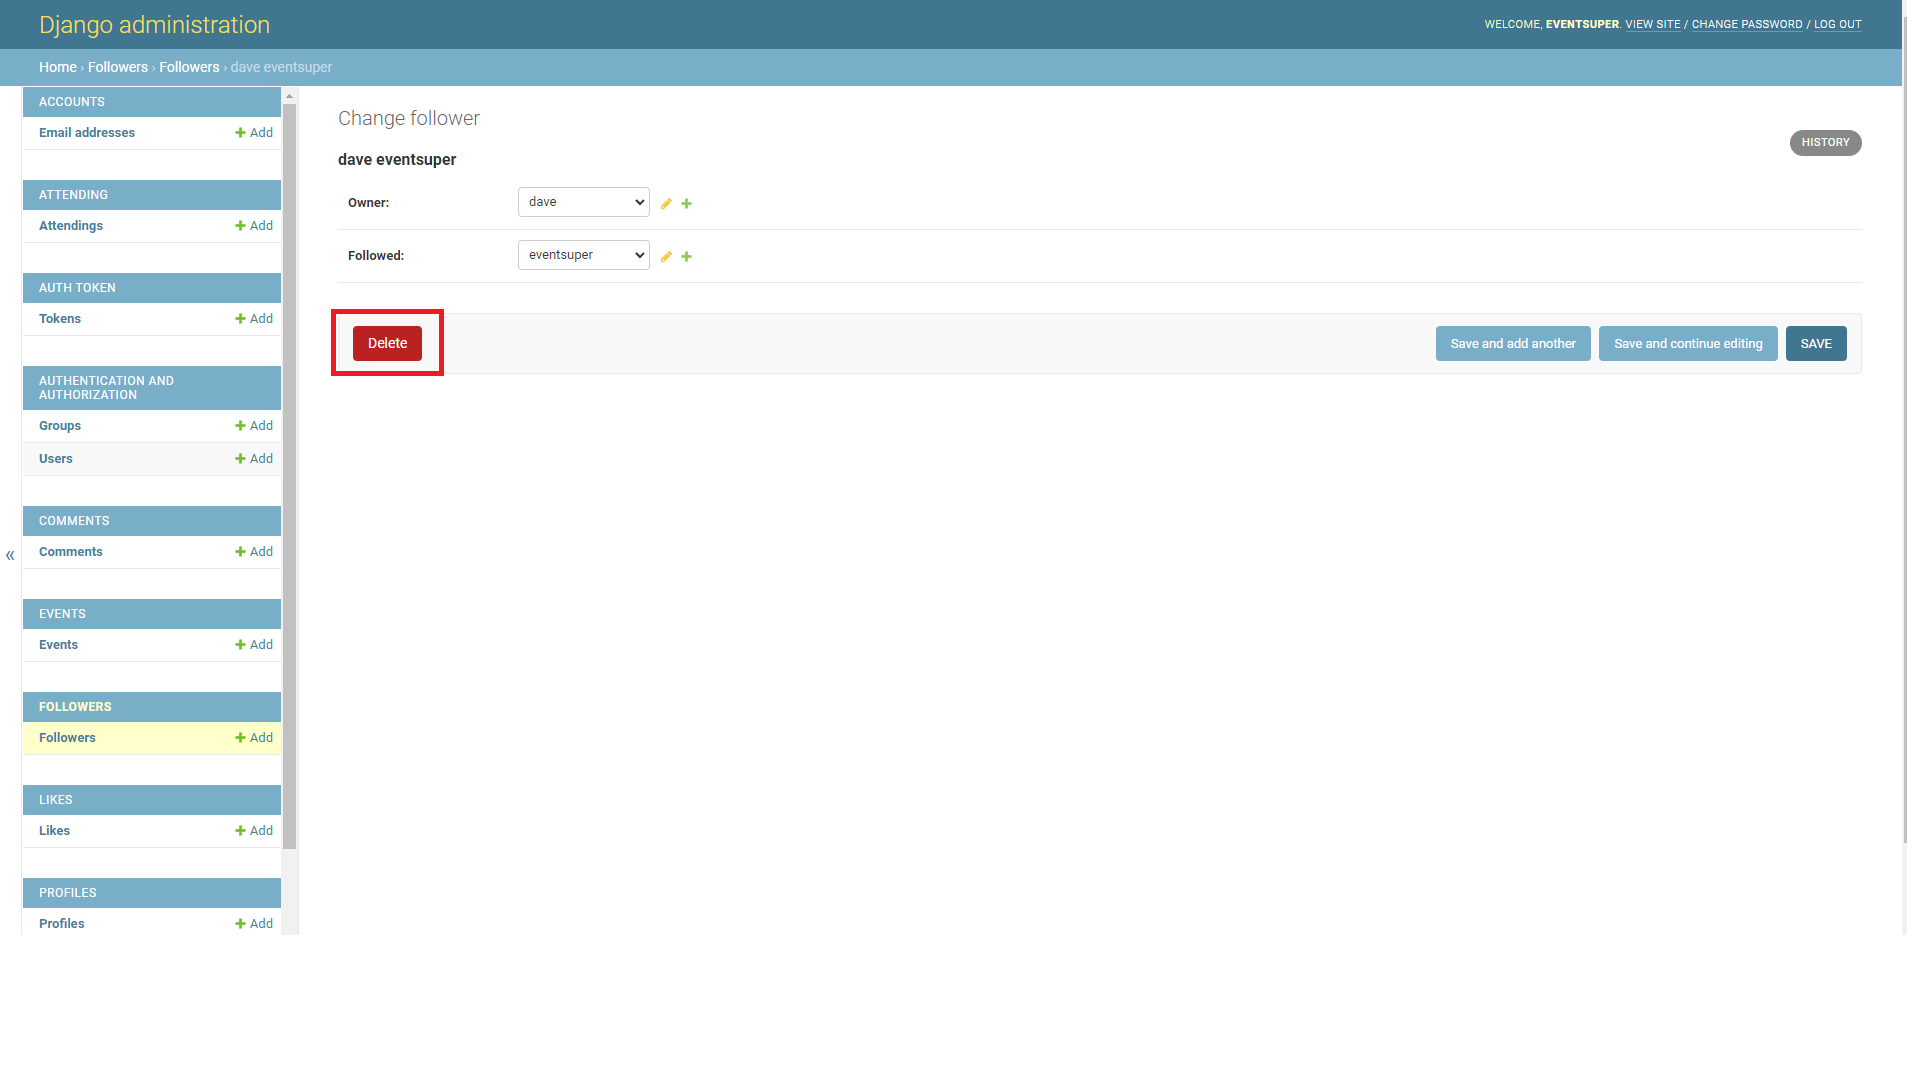 Django administration
WELCOME, EVENTSUPER. VIEW SITE / CHANGE PASSWORD / LOG OUT
Home › Followers › Followers › dave eventsuper
ACCOUNTS
Email addresses Add
ATTENDING
Attendings Add
AUTH TOKEN
Tokens Add
AUTHENTICATION AND
AUTHORIZATION
Groups Add
Users Add
COMMENTS
Comments Add
EVENTS
Events Add
FOLLOWERS
Followers Add
LIKES
Likes Add
PROFILES
Profiles Add
«
Change follower
HISTORY
dave eventsuper
Owner: dave
Followed: eventsuper
Delete Save and add another Save and continue editing SAVE